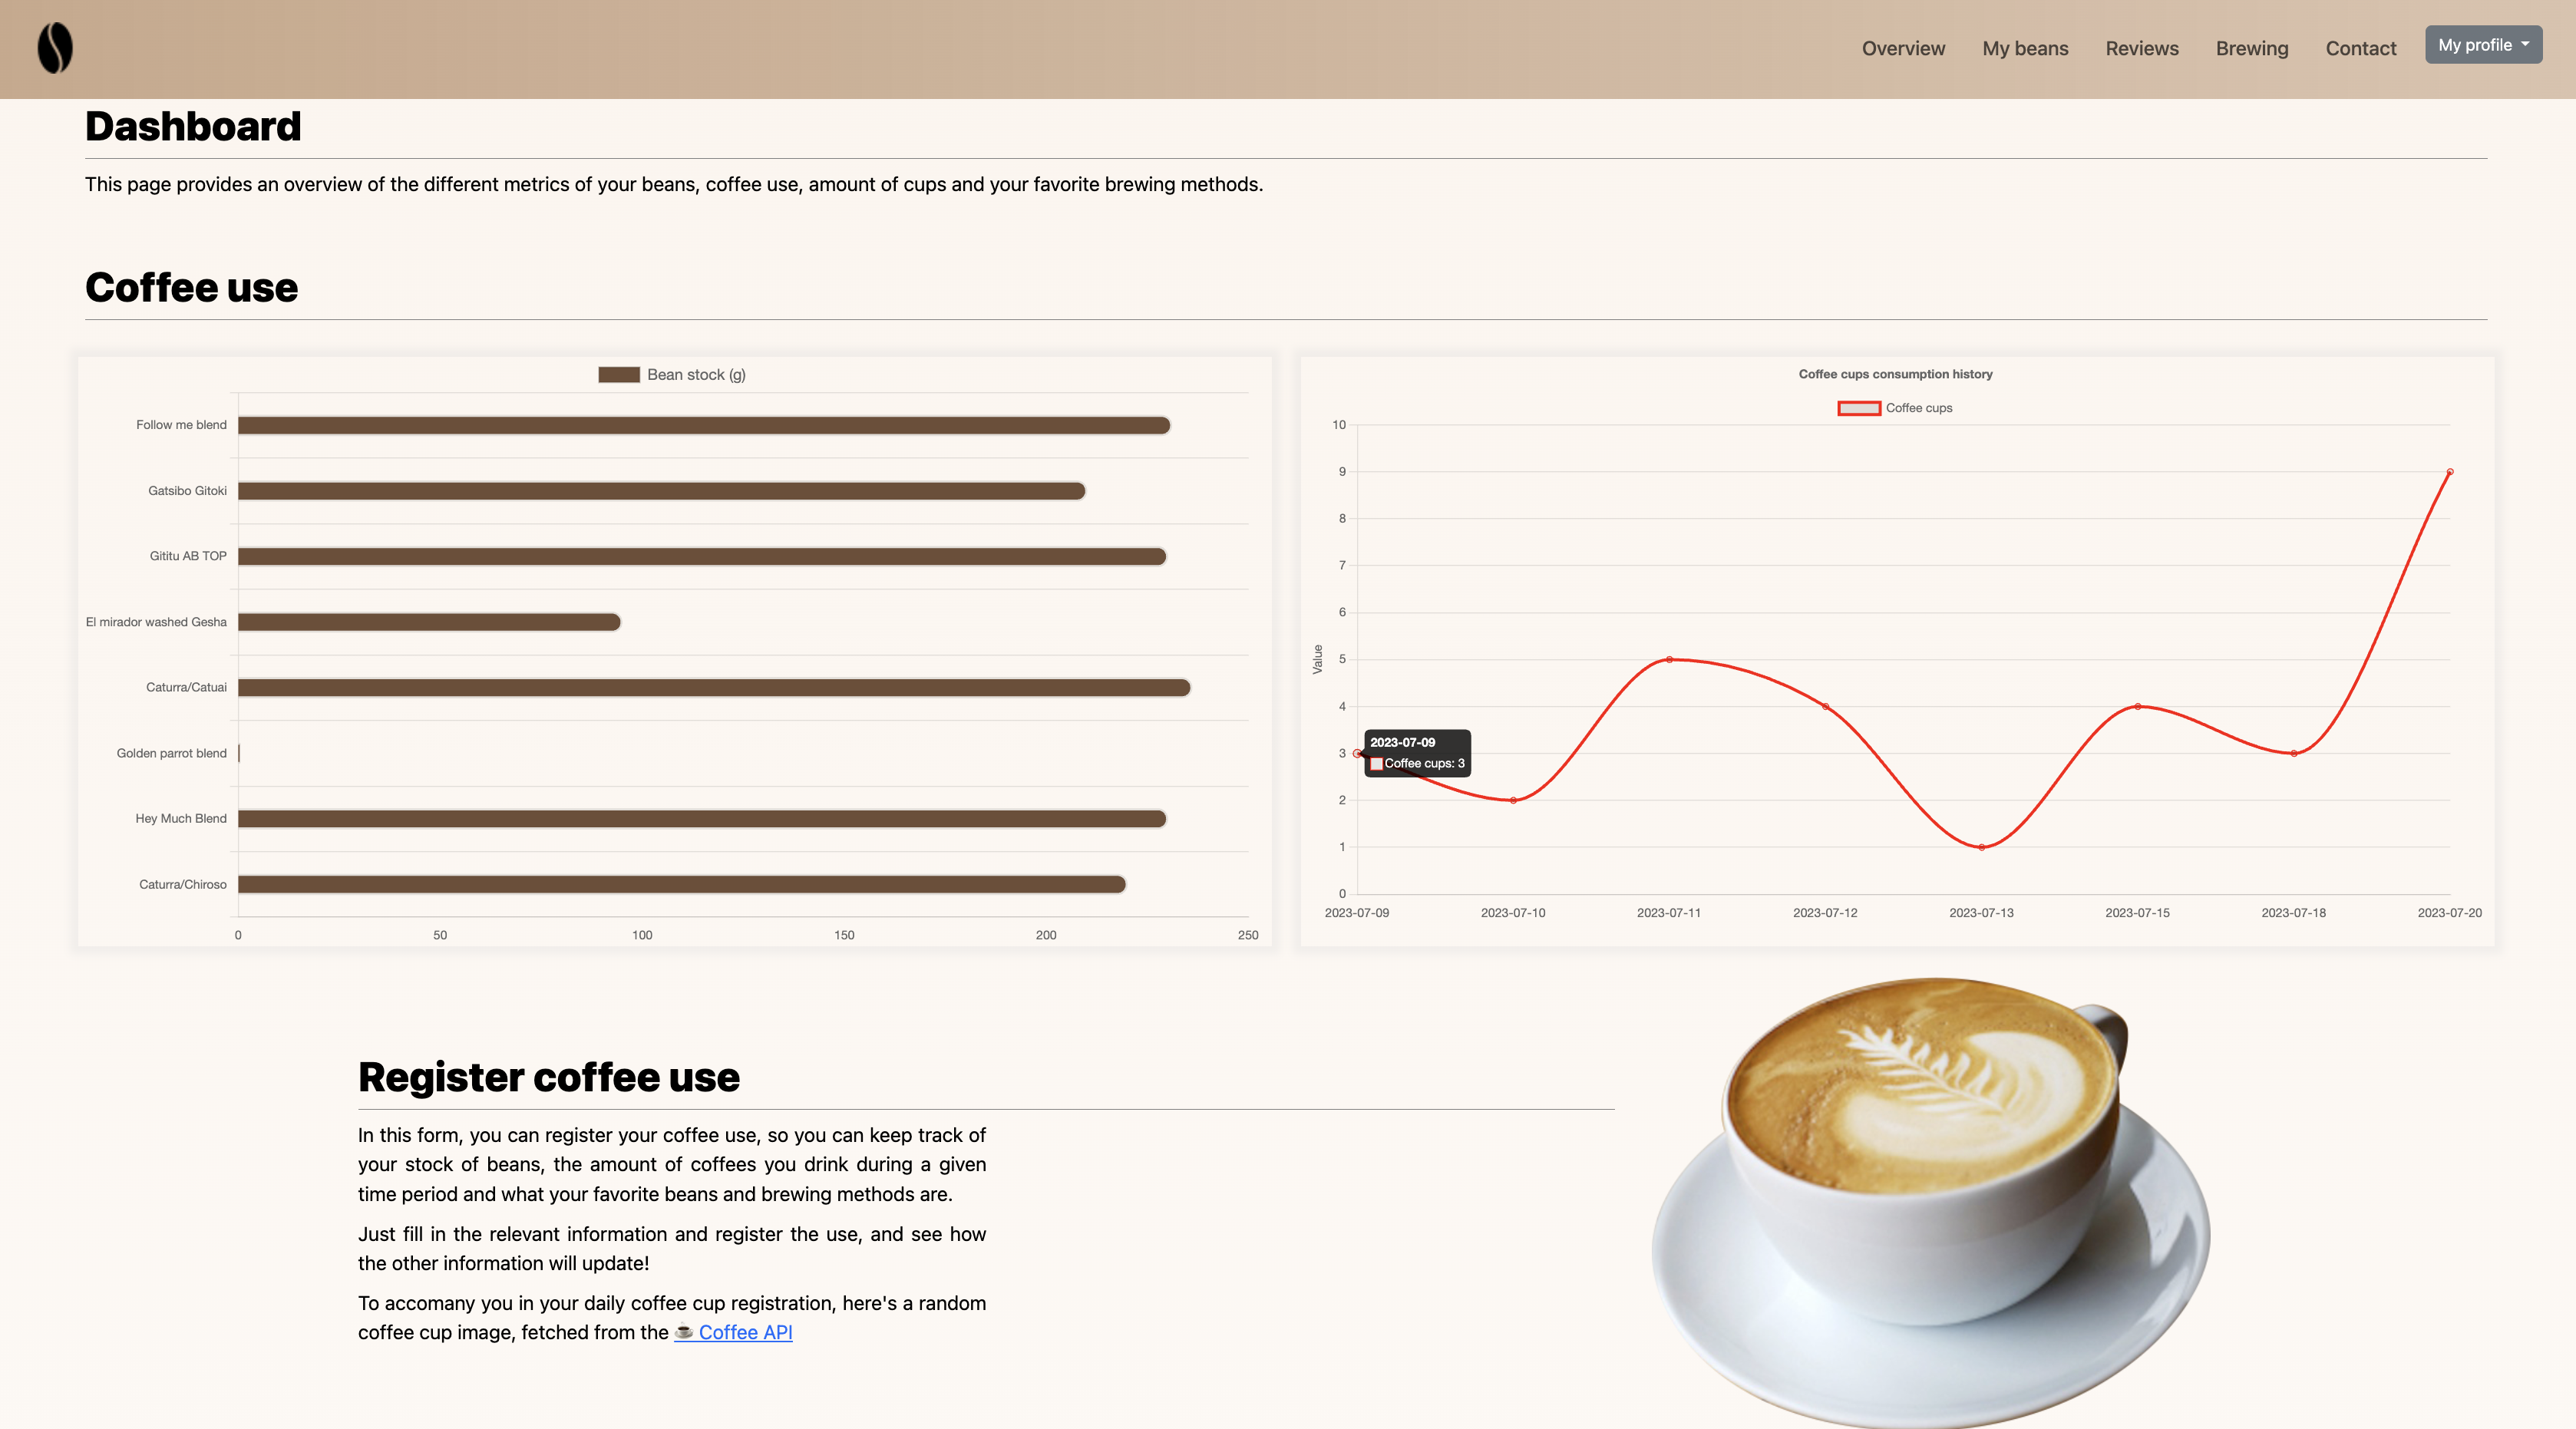 Overview My beans Reviews Brewing Contact My profile
Dashboard
This page provides an overview of the different metrics of your beans, coffee use, amount of cups and your favorite brewing methods.
Coffee use
Bean stock (g)
Follow me blend
Gatsibo Gitoki
Gititu AB TOP
El mirador washed Gesha
Caturra/Catuai
Golden parrot blend
Hey Much Blend
Caturra/Chiroso
0 50 100 150 200 250
Coffee cups consumption history
Coffee cups
Value
10
9
8
7
6
5
4
3
2
1
0
2023-07-09
Coffee cups: 3
2023-07-09 2023-07-10 2023-07-11 2023-07-12 2023-07-13 2023-07-15 2023-07-18 2023-07-20
Register coffee use
In this form, you can register your coffee use, so you can keep track of
your stock of beans, the amount of coffees you drink during a given
time period and what your favorite beans and brewing methods are.
Just fill in the relevant information and register the use, and see how
the other information will update!
To accomany you in your daily coffee cup registration, here's a random
coffee cup image, fetched from the ☕ Coffee API